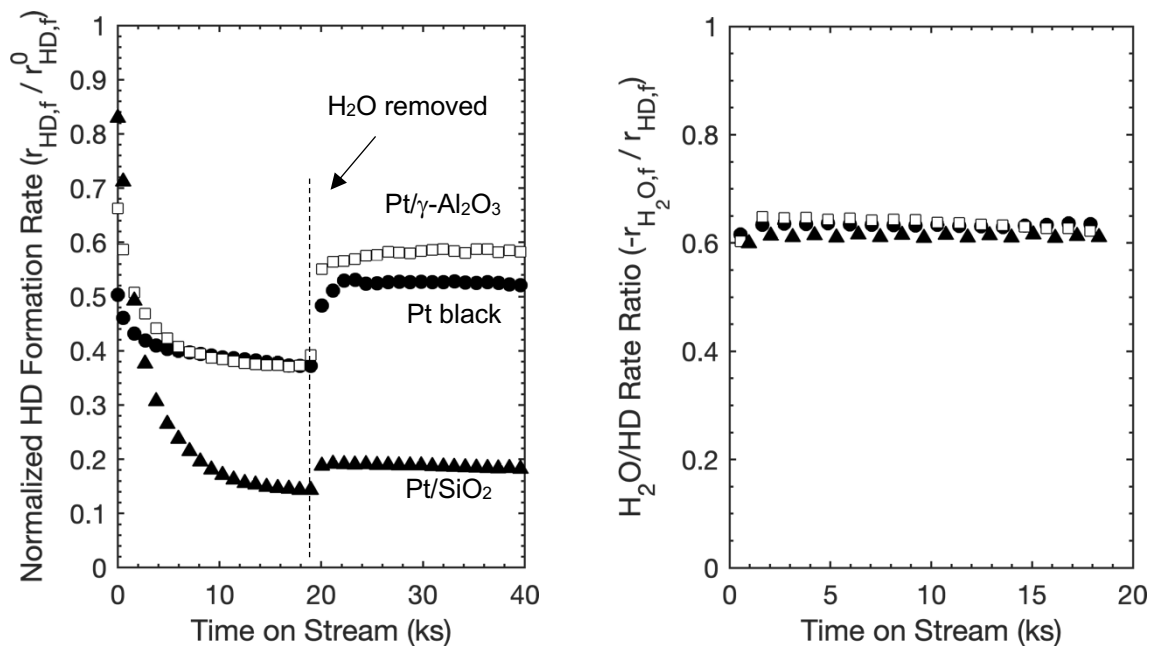 Normalized HD Formation Rate (r_HD,f / r⁰_HD,f)
1
0.9
0.8
0.7
0.6
0.5
0.4
0.3
0.2
0.1
0
H₂O removed
Pt/γ-Al₂O₃
Pt black
Pt/SiO₂
0 10 20 30 40
Time on Stream (ks)
H₂O/HD Rate Ratio (-r_H₂O,f / r_HD,f)
1
0.8
0.6
0.4
0.2
0
0 5 10 15 20
Time on Stream (ks)